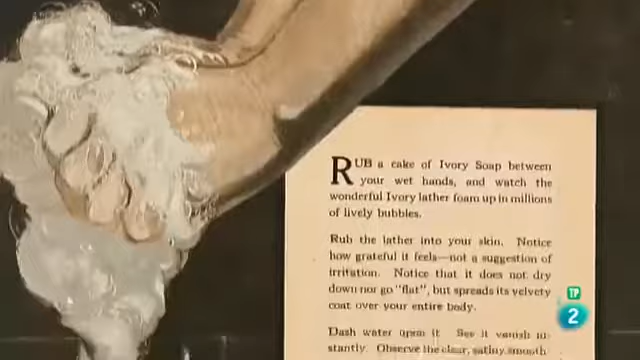 RUB a cake of Ivory Soap between
your wet hands, and watch the
wonderful Ivory lather foam up in millions
of lively bubbles.
Rub the lather into your skin. Notice
how grateful it feels—not a suggestion of
irritation. Notice that it does not dry
down nor go "flat", but spreads its velvety
coat over your entire body.
Dash water upon it. See it vanish in-
stantly. Observe the clear, satiny, smooth,
TP
2